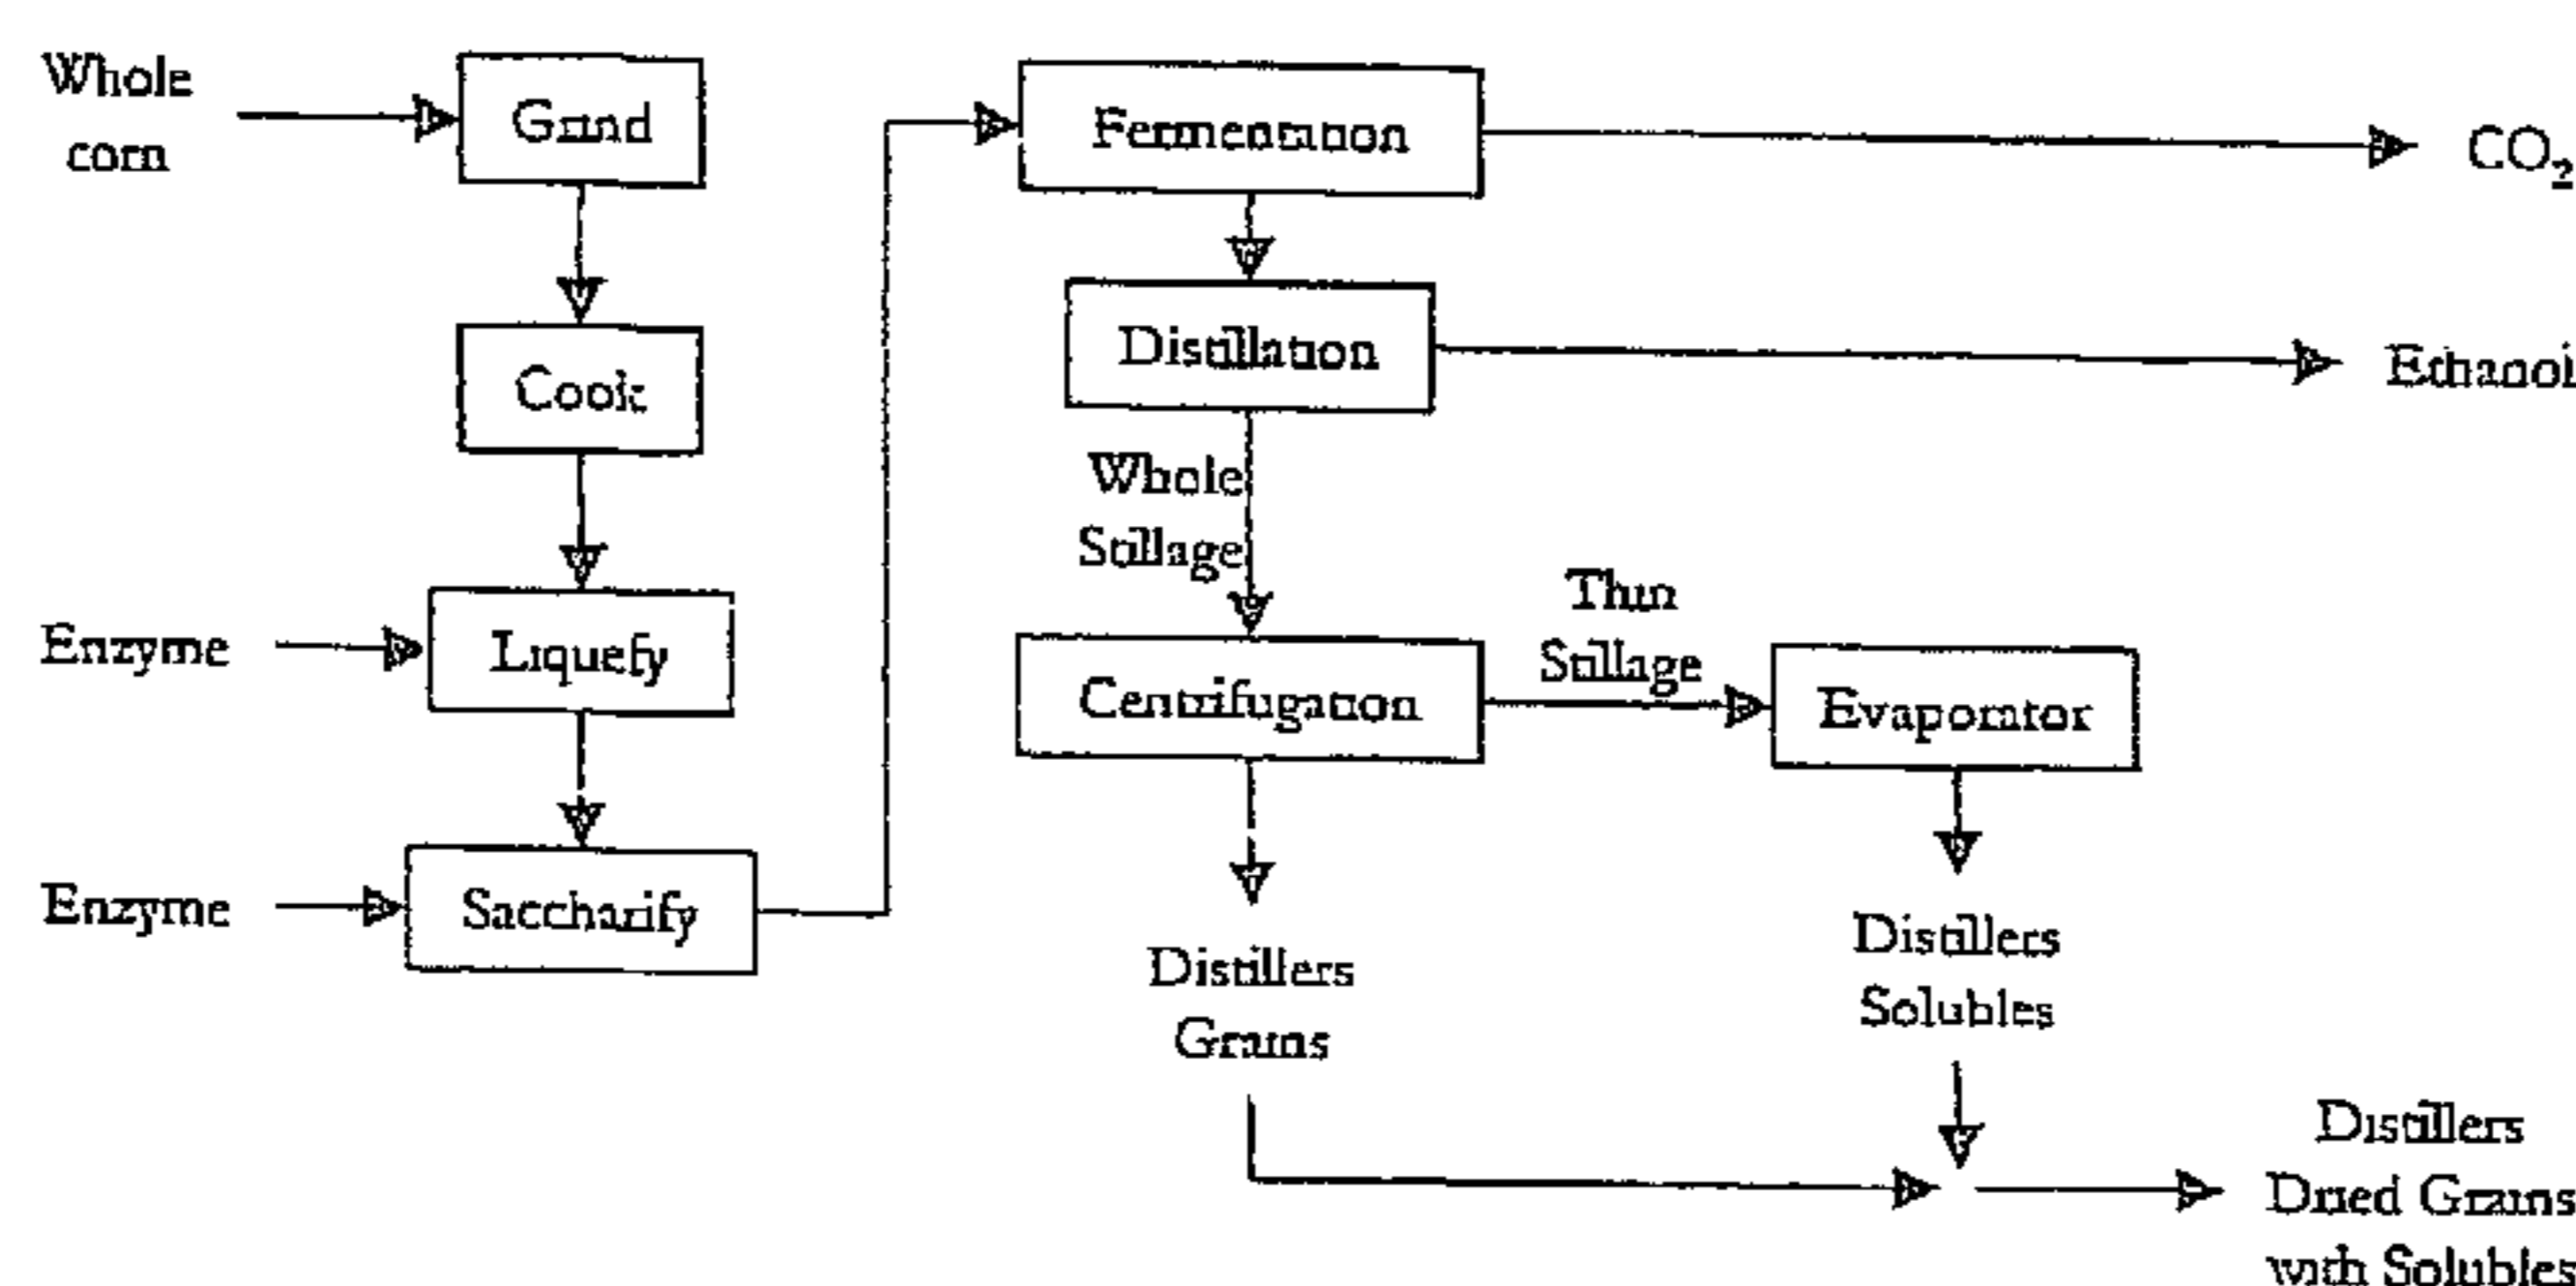 Whole
corn
Grind
Cook
Enzyme
Liquefy
Enzyme
Saccharify
Fermentation
CO₂
Distillation
Ethanol
Whole
Stillage
Centrifugation
Thin
Stillage
Evaporator
Distillers
Grains
Distillers
Solubles
Distillers
Dried Grains
with Solubles